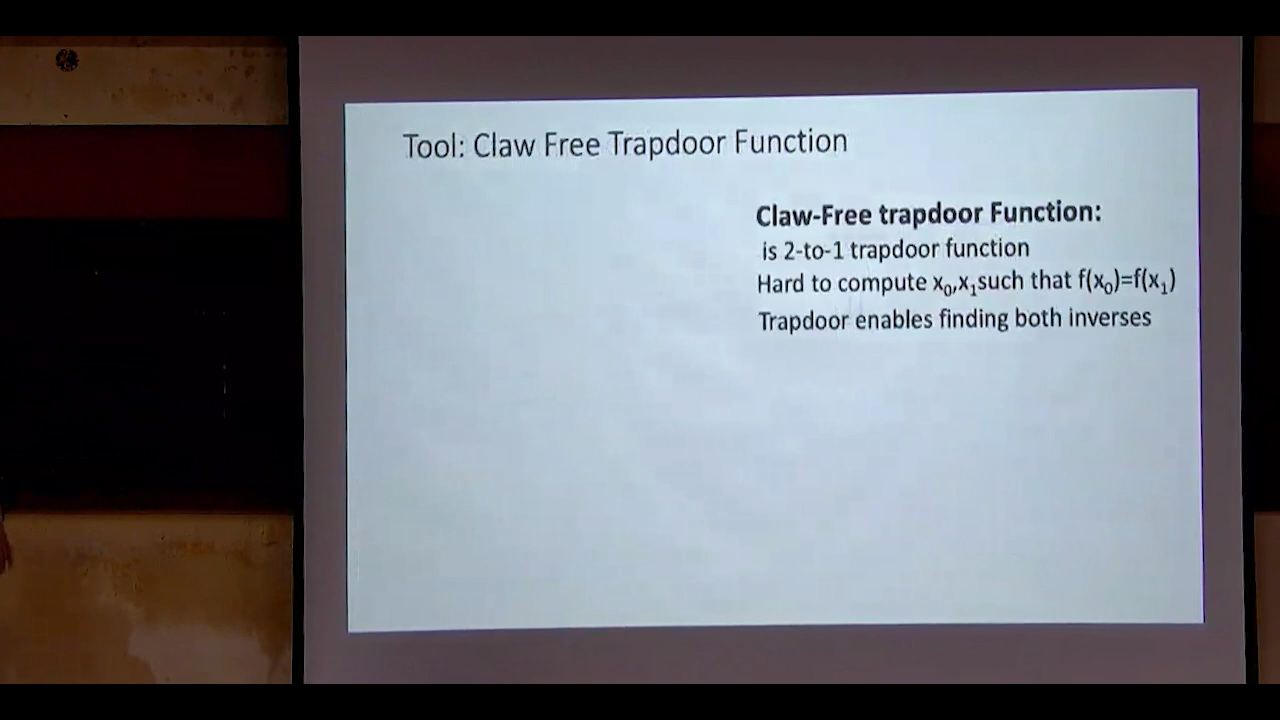 Tool: Claw Free Trapdoor Function
Claw-Free trapdoor Function:
is 2-to-1 trapdoor function
Hard to compute x₀,x₁such that f(x₀)=f(x₁)
Trapdoor enables finding both inverses